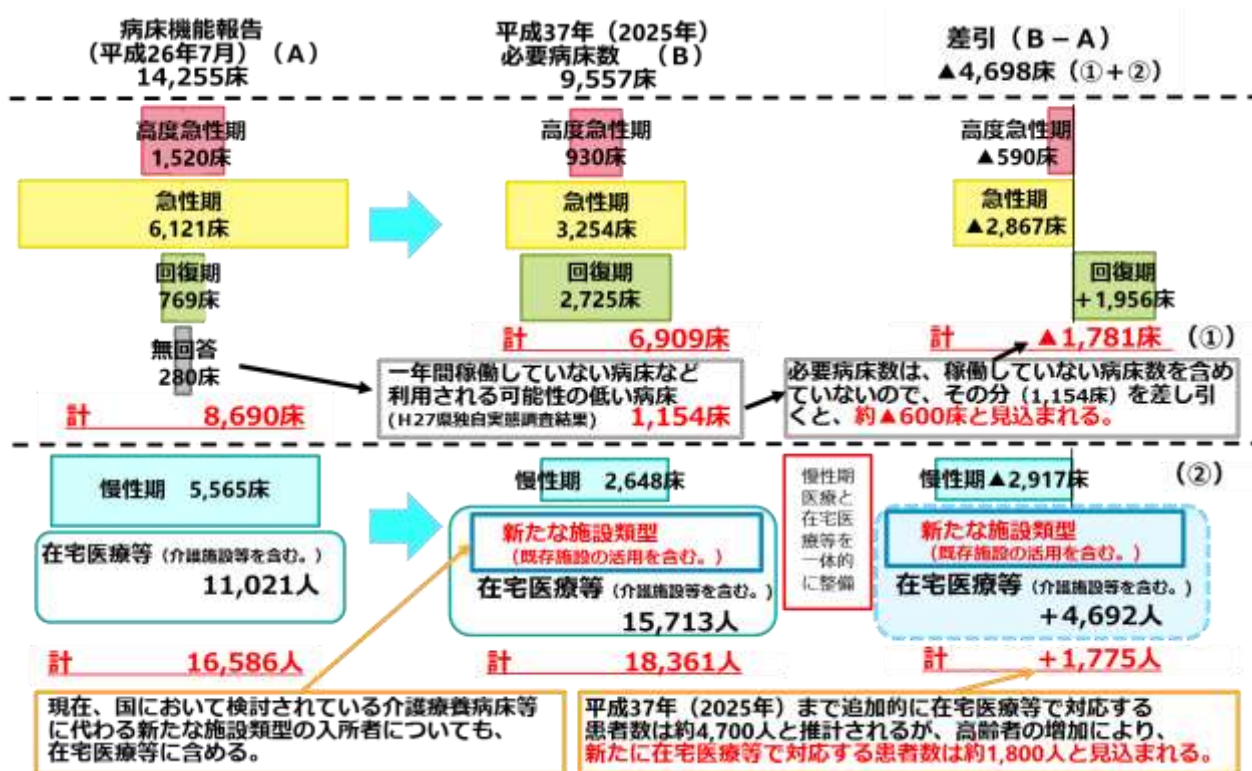 病床機能報告
(平成26年7月)(A)
14,255床
平成37年(2025年)
必要病床数 (B)
9,557床
差引(B-A)
▲4,698床(①+②)
高度急性期
1,520床
高度急性期
930床
高度急性期
▲590床
急性期
6,121床
急性期
3,254床
急性期
▲2,867床
回復期
769床
回復期
2,725床
回復期
+1,956床
無回答
280床
計 8,690床
計 6,909床
計 ▲1,781床 (①)
一年間稼働していない病床など
利用される可能性の低い病床
(H27県独自実態調査結果) 1,154床
必要病床数は、稼働していない病床数を含め
ていないので、その分(1,154床)を差し引
くと、約▲600床と見込まれる。
慢性期 5,565床
慢性期 2,648床
慢性期▲2,917床 (②)
慢性期
医療と
在宅医
療等を
一体的
に整備
在宅医療等(介護施設等を含む。)
11,021人
新たな施設類型
(既存施設の活用を含む。)
在宅医療等(介護施設等を含む。)
15,713人
新たな施設類型
(既存施設の活用を含む。)
在宅医療等(介護施設等を含む。)
+4,692人
計 16,586人
計 18,361人
計 +1,775人
現在、国において検討されている介護療養病床等
に代わる新たな施設類型の入所者についても、
在宅医療等に含める。
平成37年(2025年)まで追加的に在宅医療等で対応する
患者数は約4,700人と推計されるが、高齢者の増加により、
新たに在宅医療等で対応する患者数は約1,800人と見込まれる。